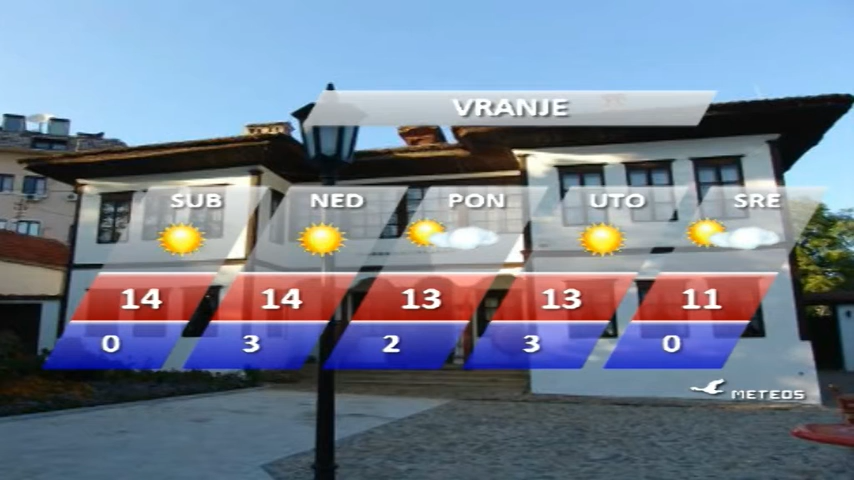 VRANJE
SUB NED PON UTO SRE
14 14 13 13 11
0 3 2 3 0
METEOS